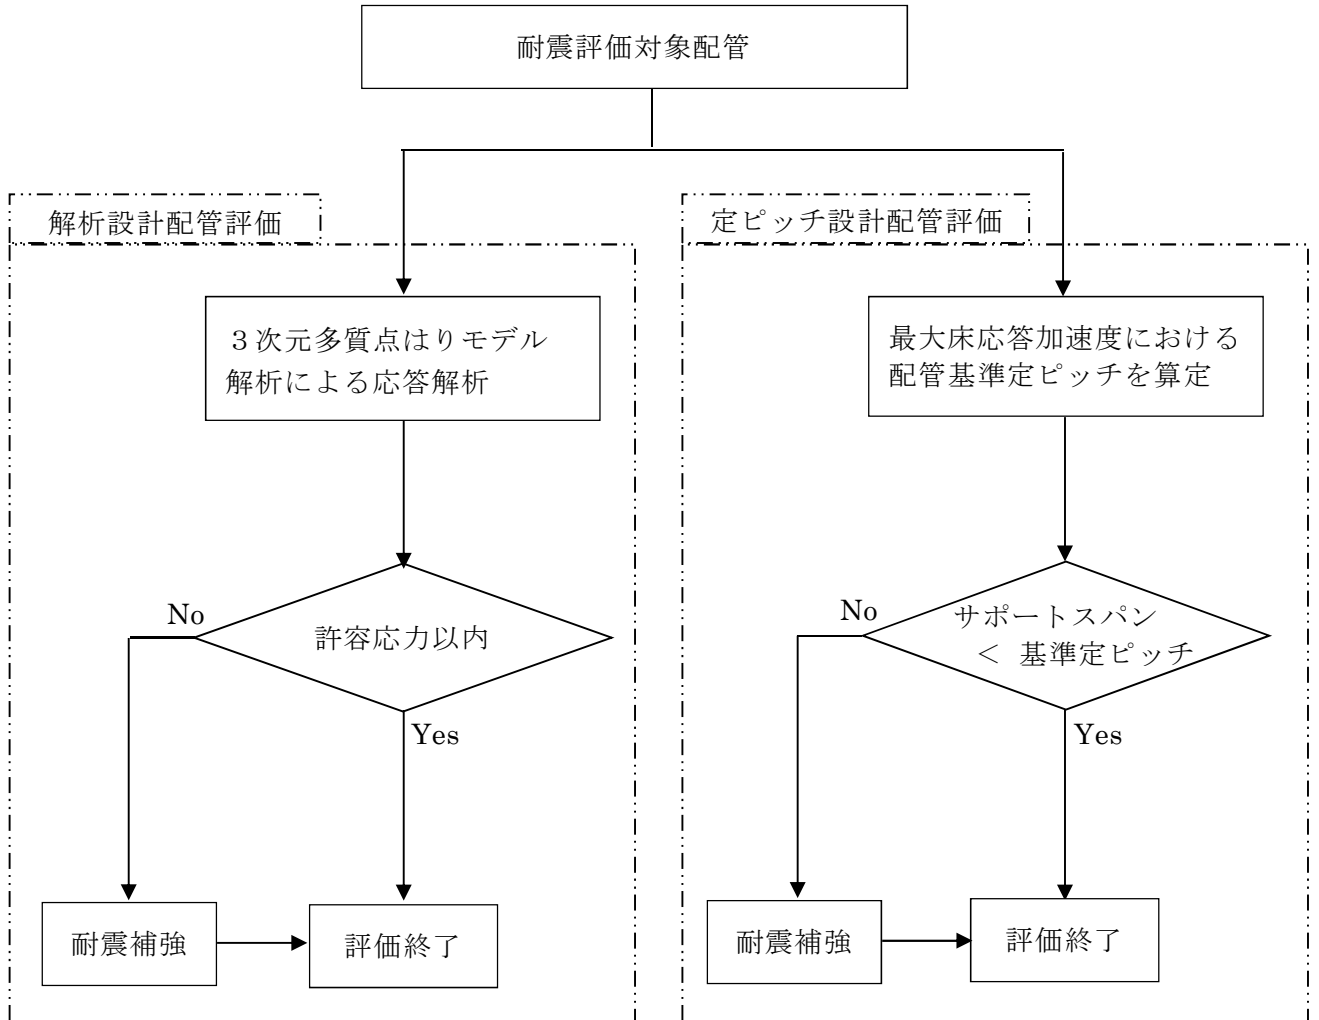 耐震評価対象配管
解析設計配管評価
３次元多質点はりモデル
解析による応答解析
No
許容応力以内
Yes
耐震補強
評価終了
定ピッチ設計配管評価
最大床応答加速度における
配管基準定ピッチを算定
No
サポートスパン
＜ 基準定ピッチ
Yes
耐震補強
評価終了